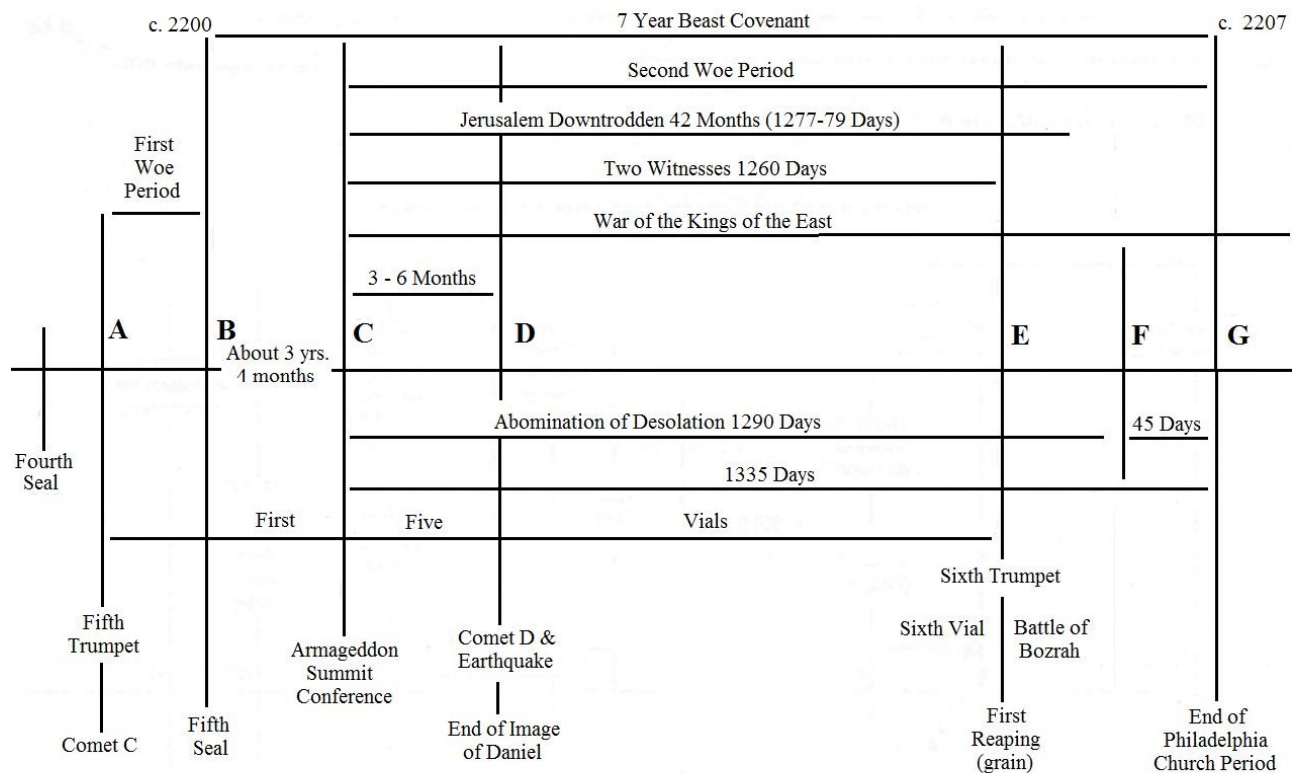 7 Year Beast Covenant
c. 2200
c. 2207
Second Woe Period
Jerusalem Downtrodden 42 Months (1277-79 Days)
First
Woe
Period
Two Witnesses 1260 Days
War of the Kings of the East
3 - 6 Months
A
B
C
D
E
F
G
About 3 yrs.
4 months
Abomination of Desolation 1290 Days
45 Days
Fourth
Seal
1335 Days
First
Five
Vials
Sixth Trumpet
Fifth
Trumpet
Sixth Vial
Battle of
Bozrah
Armageddon
Summit
Conference
Comet D &
Earthquake
Comet C
Fifth
Seal
End of Image
of Daniel
First
Reaping
(grain)
End of
Philadelphia
Church Period